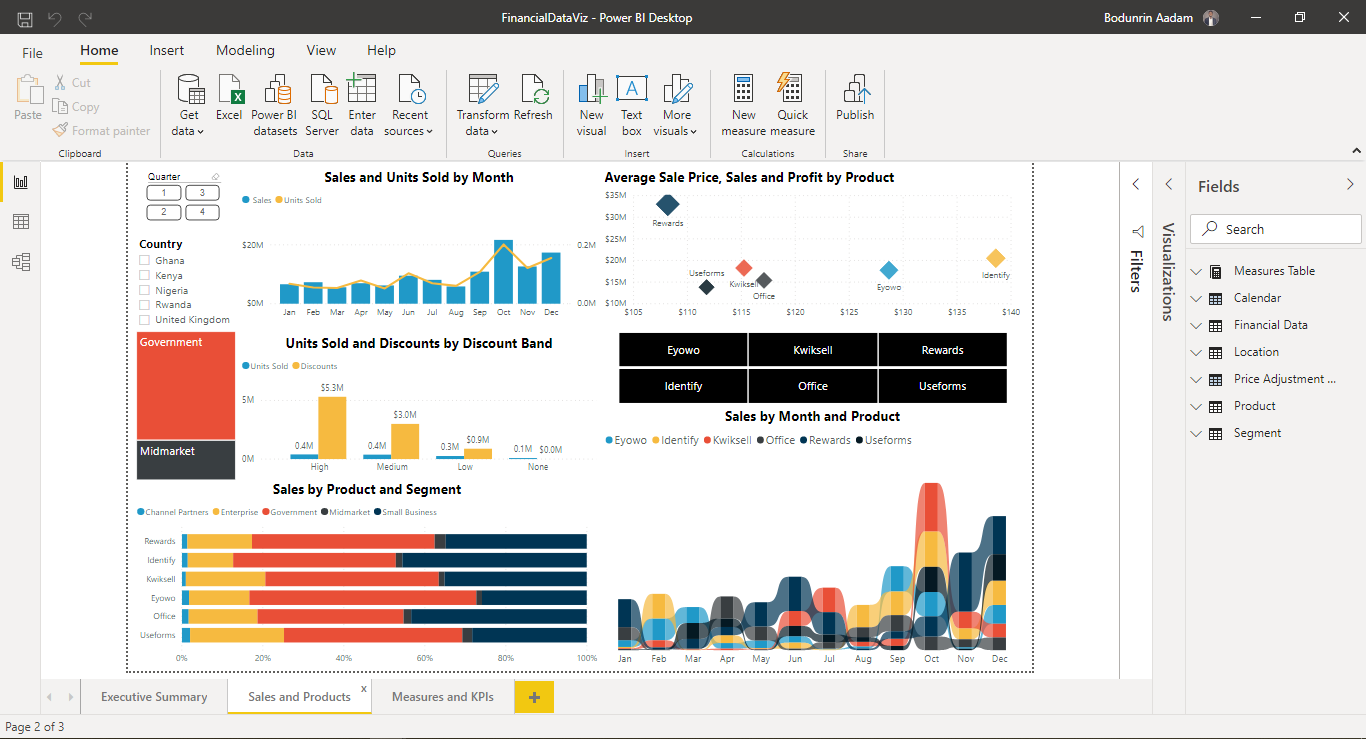 FinancialDataViz - Power BI Desktop
Bodunrin Aadam
File Home Insert Modeling View Help
Paste
Cut
Copy
Format painter
Get data
Excel
Power BI datasets
SQL Server
Enter data
Recent sources
Transform data
Refresh
New visual
Text box
More visuals
New measure
Quick measure
Publish
Clipboard Data Queries Insert Calculations Share
Quarter
1 3
2 4
Country
Ghana
Kenya
Nigeria
Rwanda
United Kingdom
Sales and Units Sold by Month
Sales Units Sold
$20M 0.2M
$0M 0.0M
Jan Feb Mar Apr May Jun Jul Aug Sep Oct Nov Dec
Average Sale Price, Sales and Profit by Product
$35M
$30M
$25M
$20M
$15M
$10M
Rewards
Useforms
Kwiksell
Office
Eyowo
Identify
$105 $110 $115 $120 $125 $130 $135 $140
Government
Midmarket
Units Sold and Discounts by Discount Band
Units Sold Discounts
5M
0M
0.4M $5.3M
0.4M $3.0M
0.3M $0.9M
0.1M $0.0M
High Medium Low None
Eyowo Kwiksell Rewards
Identify Office Useforms
Sales by Month and Product
Eyowo Identify Kwiksell Office Rewards Useforms
Jan Feb Mar Apr May Jun Jul Aug Sep Oct Nov Dec
Sales by Product and Segment
Channel Partners Enterprise Government Midmarket Small Business
Rewards
Identify
Kwiksell
Eyowo
Office
Useforms
0% 20% 40% 60% 80% 100%
Filters
Visualizations
Fields
Search
Measures Table
Calendar
Financial Data
Location
Price Adjustment ...
Product
Segment
Executive Summary Sales and Products x Measures and KPIs +
Page 2 of 3